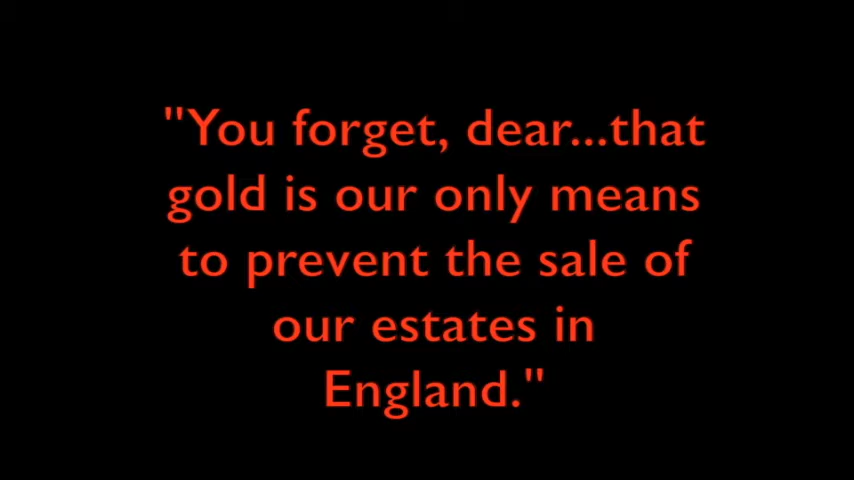 "You forget, dear...that
gold is our only means
to prevent the sale of
our estates in
England."